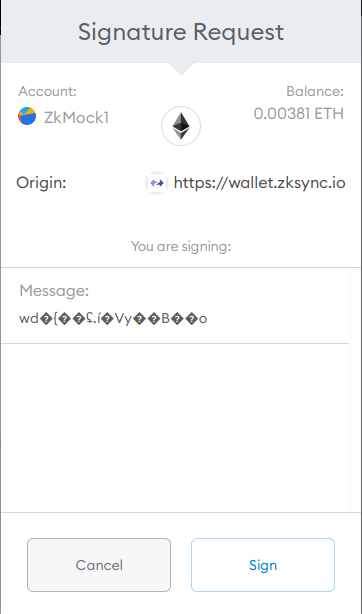 Signature Request
Account:
Balance:
ZkMock1
0.00381 ETH
Origin:
https://wallet.zksync.io
You are signing:
Message:
wd�{��ʢ.í�Vy��B��o
Cancel
Sign